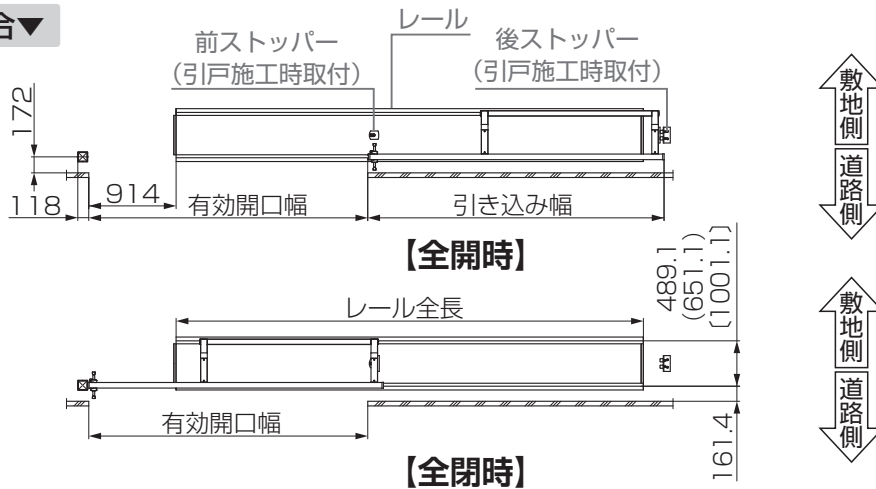 合▼
レール
前ストッパー
(引戸施工時取付)
後ストッパー
(引戸施工時取付)
172
118
914
有効開口幅
引き込み幅
敷地側
道路側
【全開時】
489.1
(651.1)
〔1001.1〕
レール全長
敷地側
道路側
有効開口幅
161.4
【全閉時】